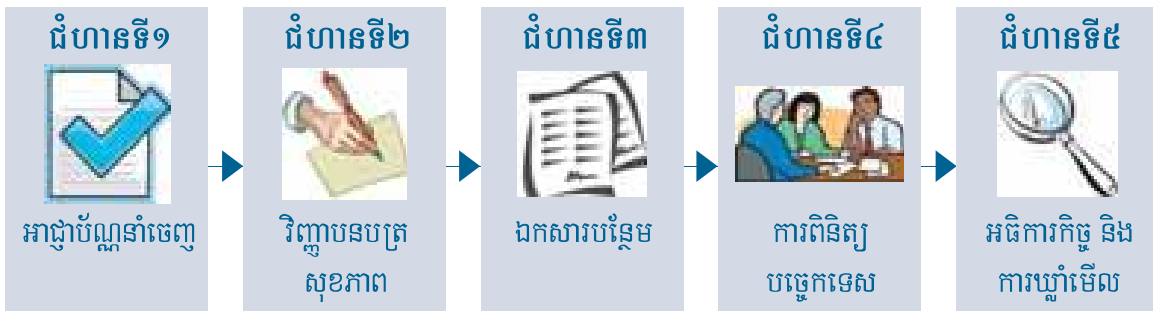 ជំហានទី១
អាជ្ញាប័ណ្ណនាំចេញ
ជំហានទី២
វិញ្ញាបនបត្រ
សុខភាព
ជំហានទី៣
ឯកសារបន្ថែម
ជំហានទី៤
ការពិនិត្យ
បច្ចេកទេស
ជំហានទី៥
អធិការកិច្ច និង
ការឃ្លាំមើល